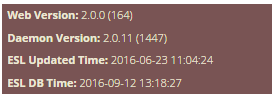 Web Version: 2.0.0 (164)
Daemon Version: 2.0.11 (1447)
ESL Updated Time: 2016-06-23 11:04:24
ESL DB Time: 2016-09-12 13:18:27